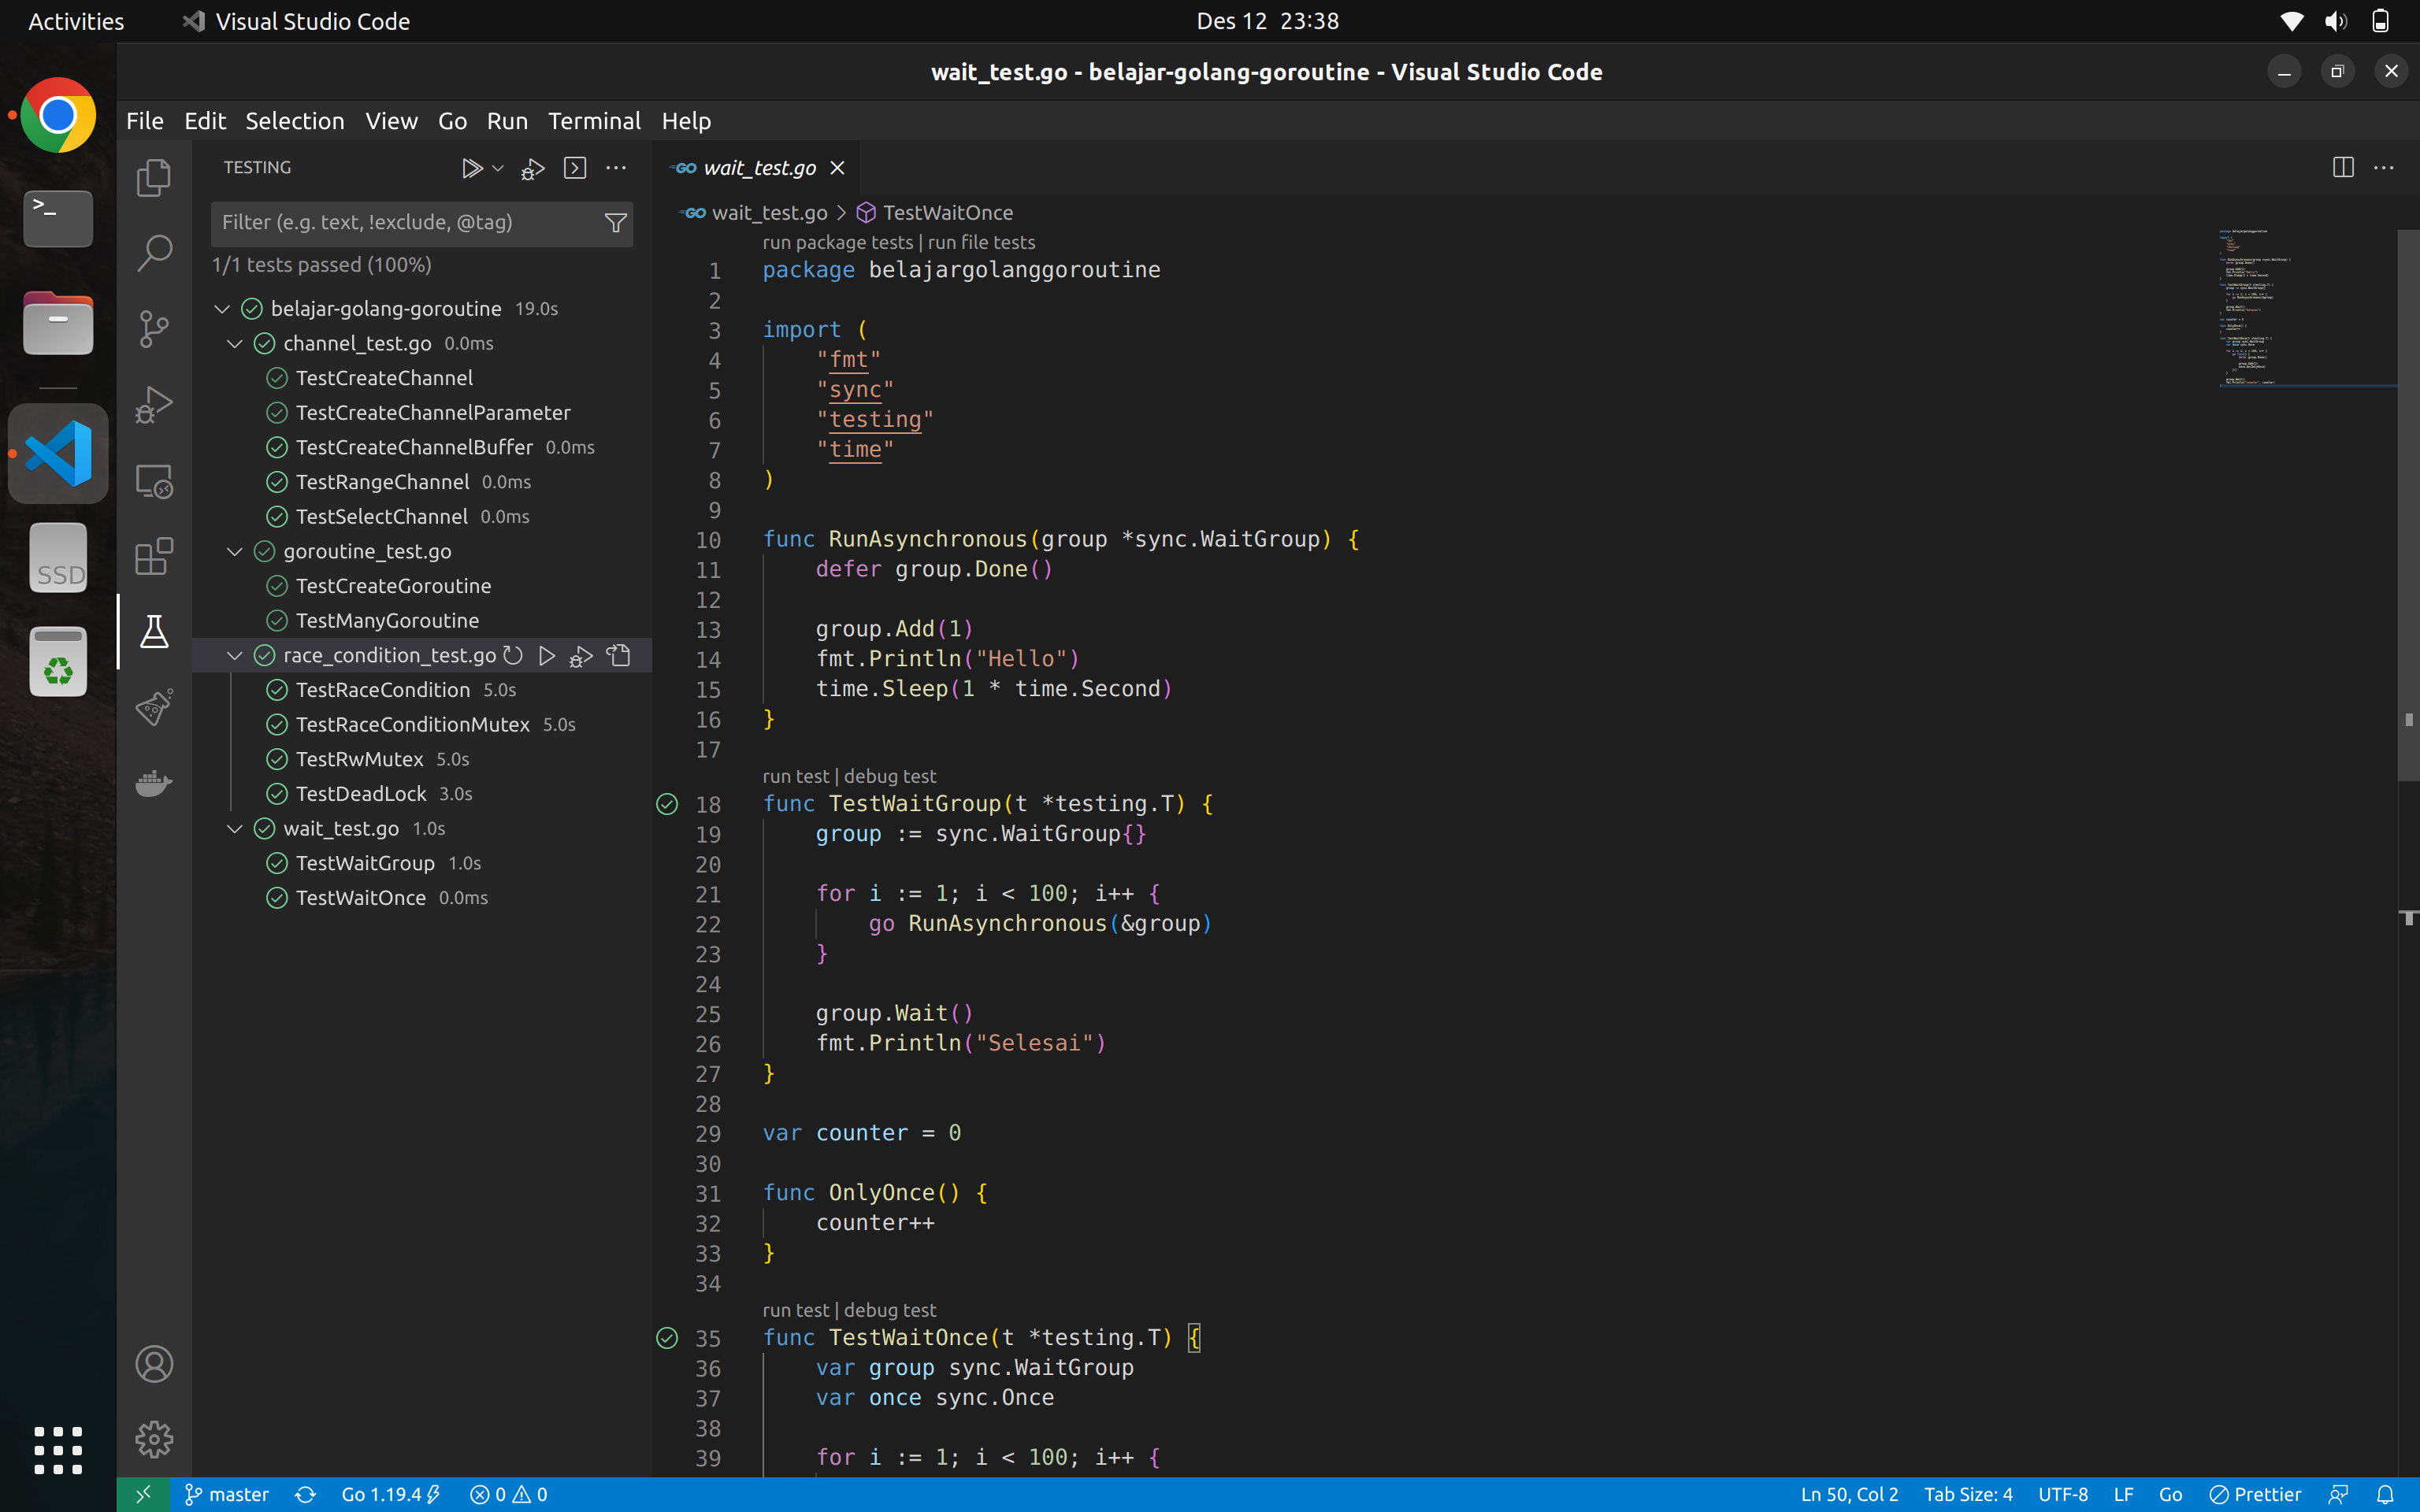 Activities
Visual Studio Code
Des 12 23:38
wait_test.go - belajar-golang-goroutine - Visual Studio Code
File Edit Selection View Go Run Terminal Help
SSD
TESTING
Filter (e.g. text, !exclude, @tag)
1/1 tests passed (100%)
belajar-golang-goroutine 19.0s
channel_test.go 0.0ms
TestCreateChannel
TestCreateChannelParameter
TestCreateChannelBuffer 0.0ms
TestRangeChannel 0.0ms
TestSelectChannel 0.0ms
goroutine_test.go
TestCreateGoroutine
TestManyGoroutine
race_condition_test.go
TestRaceCondition 5.0s
TestRaceConditionMutex 5.0s
TestRwMutex 5.0s
TestDeadLock 3.0s
wait_test.go 1.0s
TestWaitGroup 1.0s
TestWaitOnce 0.0ms
GO wait_test.go
GO wait_test.go > TestWaitOnce
run package tests | run file tests
1 package belajargolanggoroutine
2
3 import (
4 "fmt"
5 "sync"
6 "testing"
7 "time"
8 )
9
10 func RunAsynchronous(group *sync.WaitGroup) {
11 defer group.Done()
12
13 group.Add(1)
14 fmt.Println("Hello")
15 time.Sleep(1 * time.Second)
16 }
17
run test | debug test
18 func TestWaitGroup(t *testing.T) {
19 group := sync.WaitGroup{}
20
21 for i := 1; i < 100; i++ {
22 go RunAsynchronous(&group)
23 }
24
25 group.Wait()
26 fmt.Println("Selesai")
27 }
28
29 var counter = 0
30
31 func OnlyOnce() {
32 counter++
33 }
34
run test | debug test
35 func TestWaitOnce(t *testing.T) {
36 var group sync.WaitGroup
37 var once sync.Once
38
39 for i := 1; i < 100; i++ {
master Go 1.19.4 0 0 Ln 50, Col 2 Tab Size: 4 UTF-8 LF Go Prettier